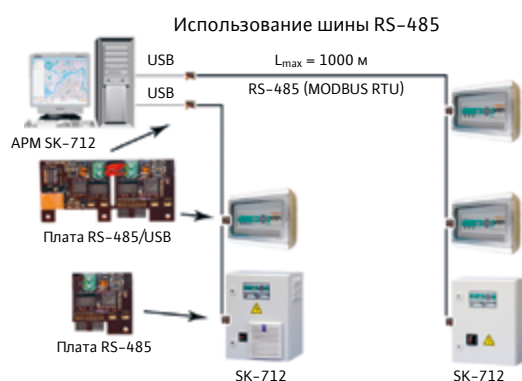 Использование шины RS-485
USB
Lmax = 1000 м
USB
RS-485 (MODBUS RTU)
АРМ SK-712
Плата RS-485/USB
Плата RS-485
SK-712
SK-712